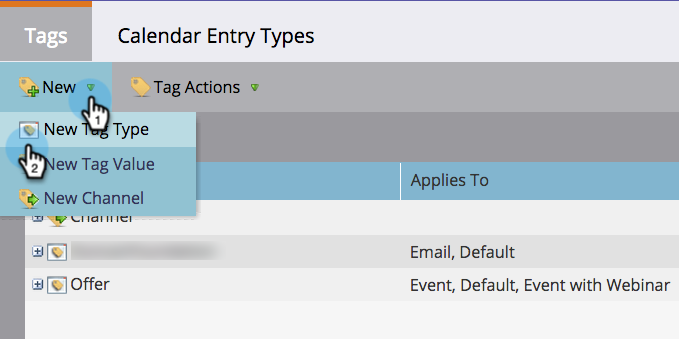 Tags Calendar Entry Types
New Tag Actions
1
New Tag Type
2
New Tag Value
Applies To
New Channel
Channel
Email, Default
Offer Event, Default, Event with Webinar